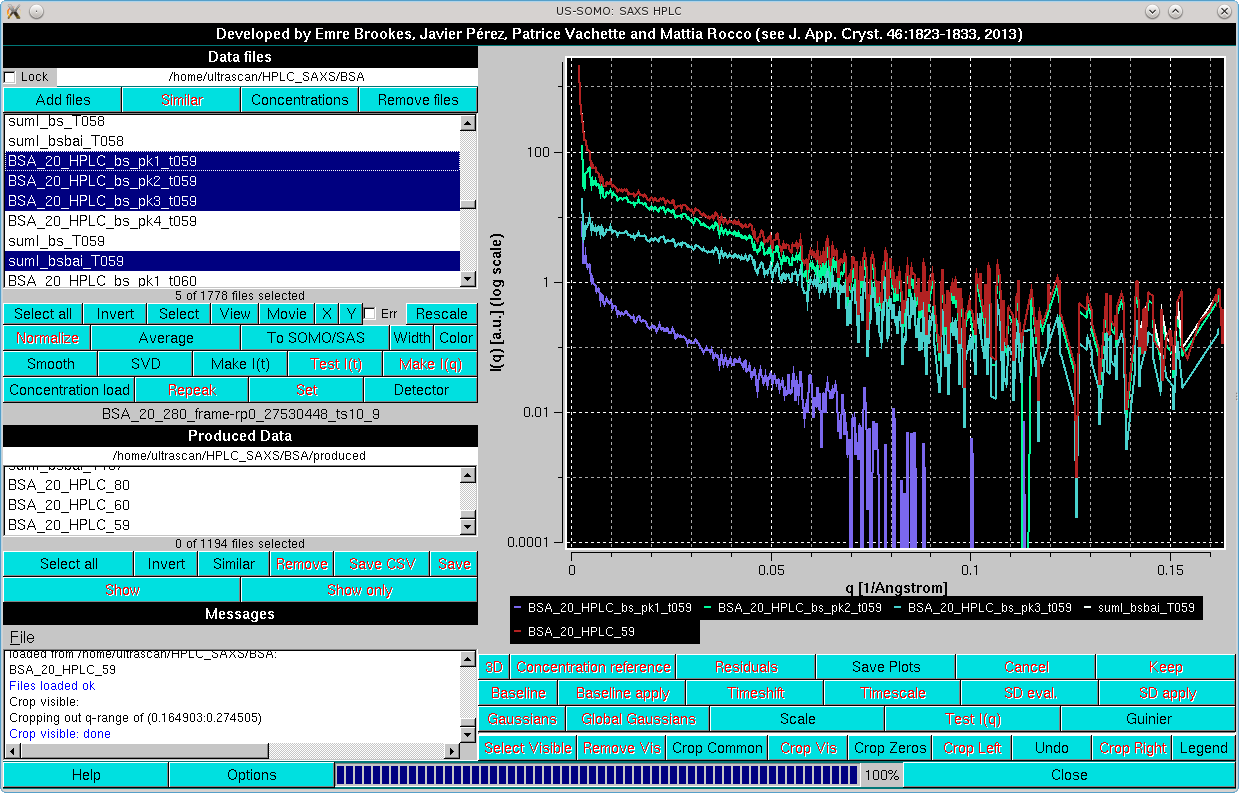 US-SOMO: SAXS HPLC
Developed by Emre Brookes, Javier Pérez, Patrice Vachette and Mattia Rocco (see J. App. Cryst. 46:1823-1833, 2013)
Data files
Lock /home/ultrascan/HPLC_SAXS/BSA
Add files Similar Concentrations Remove files
suml_bs_T058
suml_bsbai_T058
BSA_20_HPLC_bs_pk1_t059
BSA_20_HPLC_bs_pk2_t059
BSA_20_HPLC_bs_pk3_t059
BSA_20_HPLC_bs_pk4_t059
suml_bs_T059
suml_bsbai_T059
BSA_20_HPLC_bs_pk1_t060
5 of 1778 files selected
Select all Invert Select View Movie X Y Err Rescale
Normalize Average To SOMO/SAS Width Color
Smooth SVD Make I(t) Test I(t) Make I(q)
Concentration load Repeak Set Detector
BSA_20_280_frame-rp0_27530448_ts10_9
Produced Data
/home/ultrascan/HPLC_SAXS/BSA/produced
BSA_20_HPLC_80
BSA_20_HPLC_60
BSA_20_HPLC_59
0 of 1194 files selected
Select all Invert Similar Remove Save CSV Save
Show Show only
Messages
File
loaded from /home/ultrascan/HPLC_SAXS/BSA:
BSA_20_HPLC_59
Files loaded ok
Crop visible:
Cropping out q-range of (0.164903:0.274505)
Crop visible: done
I(q) [a.u.] (log scale)
100
1
0.01
0.0001
0 0.05 0.1 0.15
q [1/Angstrom]
BSA_20_HPLC_bs_pk1_t059 BSA_20_HPLC_bs_pk2_t059 BSA_20_HPLC_bs_pk3_t059 suml_bsbai_T059
BSA_20_HPLC_59
3D Concentration reference Residuals Save Plots Cancel Keep
Baseline Baseline apply Timeshift Timescale SD eval. SD apply
Gaussians Global Gaussians Scale Test I(q) Guinier
Select Visible Remove Vis Crop Common Crop Vis Crop Zeros Crop Left Undo Crop Right Legend
Help Options 100% Close